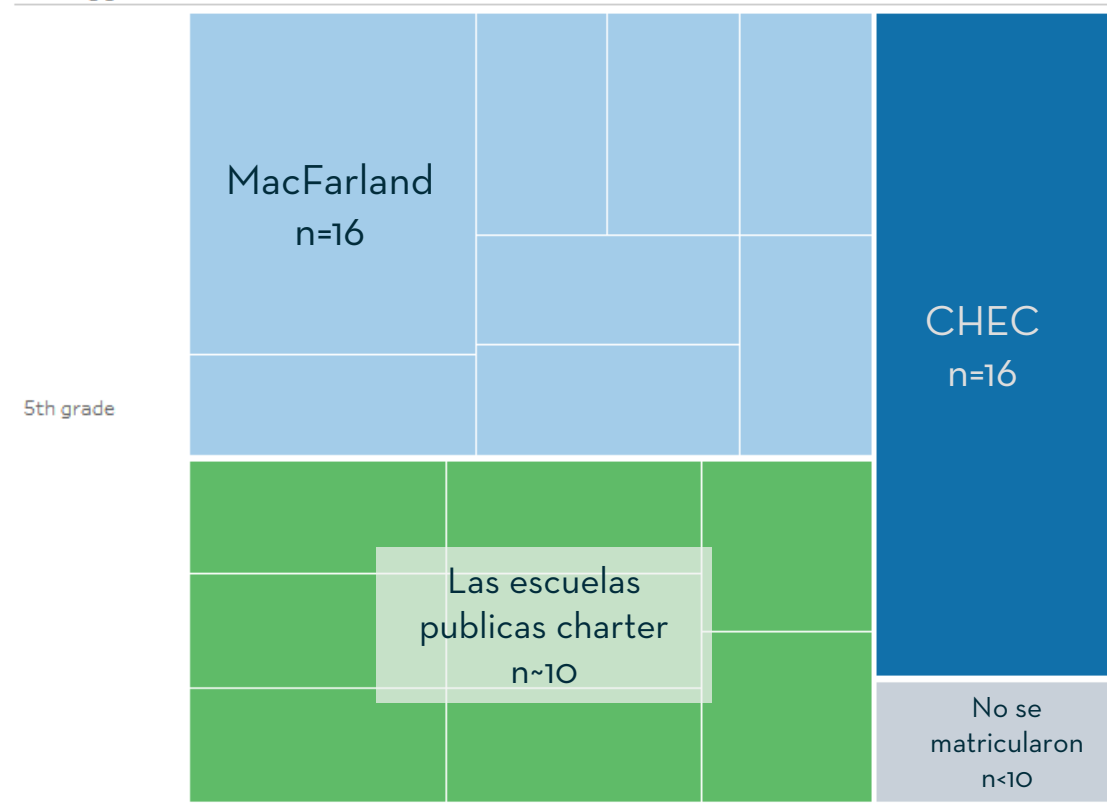 MacFarland
n=16
CHEC
n=16
5th grade
Las escuelas
publicas charter
n~10
No se
matricularon
n<10